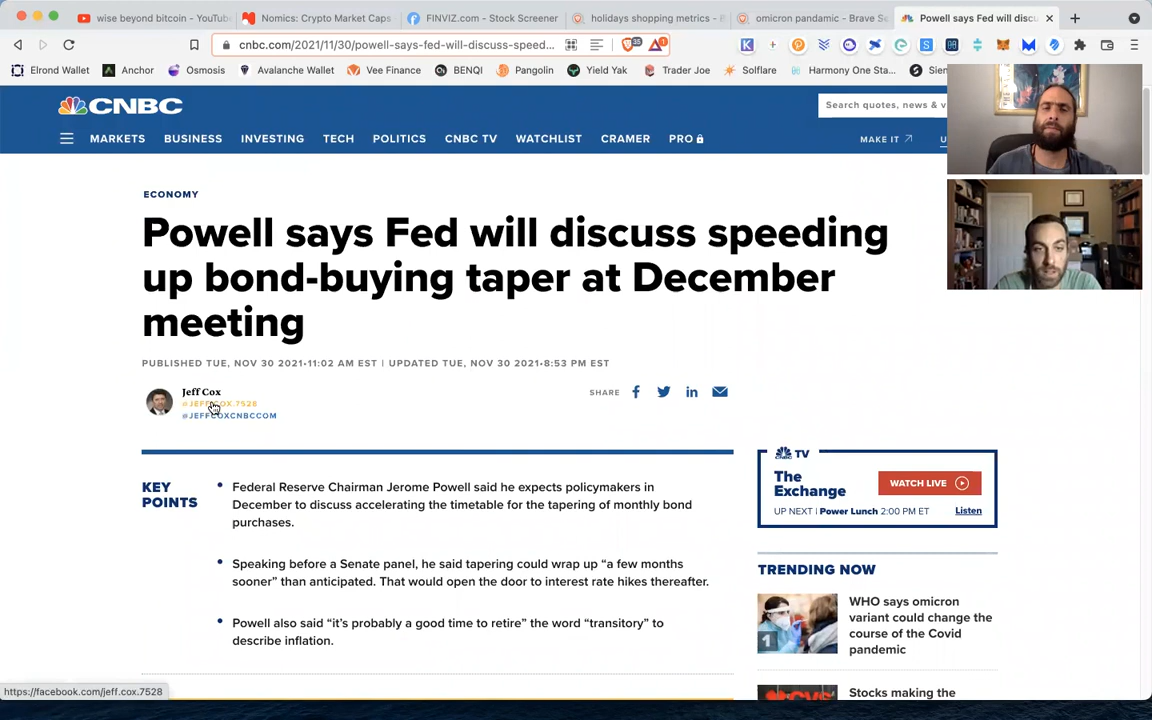 wise beyond bitcoin - YouTub
Nomics: Crypto Market Caps
FINVIZ.com - Stock Screener
holidays shopping metrics -
omicron pandamic - Brave Se
Powell says Fed will discu
cnbc.com/2021/11/30/powell-says-fed-will-discuss-speed...
Elrond Wallet
Anchor
Osmosis
Avalanche Wallet
Vee Finance
BENQI
Pangolin
Yield Yak
Trader Joe
Solflare
Harmony One Sta...
Sien
CNBC
Search quotes, news & v
MARKETS BUSINESS INVESTING TECH POLITICS CNBC TV WATCHLIST CRAMER PRO
MAKE IT
ECONOMY
Powell says Fed will discuss speeding
up bond-buying taper at December
meeting
PUBLISHED TUE, NOV 30 2021•11:02 AM EST | UPDATED TUE, NOV 30 2021•8:53 PM EST
Jeff Cox
@JEFF.COX.7528
@JEFFCOXCNBCCOM
SHARE
KEY
POINTS
Federal Reserve Chairman Jerome Powell said he expects policymakers in
December to discuss accelerating the timetable for the tapering of monthly bond
purchases.
Speaking before a Senate panel, he said tapering could wrap up “a few months
sooner” than anticipated. That would open the door to interest rate hikes thereafter.
Powell also said “it’s probably a good time to retire” the word “transitory” to
describe inflation.
TV
The
Exchange
WATCH LIVE
UP NEXT | Power Lunch 2:00 PM ET
Listen
TRENDING NOW
1
WHO says omicron
variant could change the
course of the Covid
pandemic
Stocks making the
https://facebook.com/jeff.cox.7528